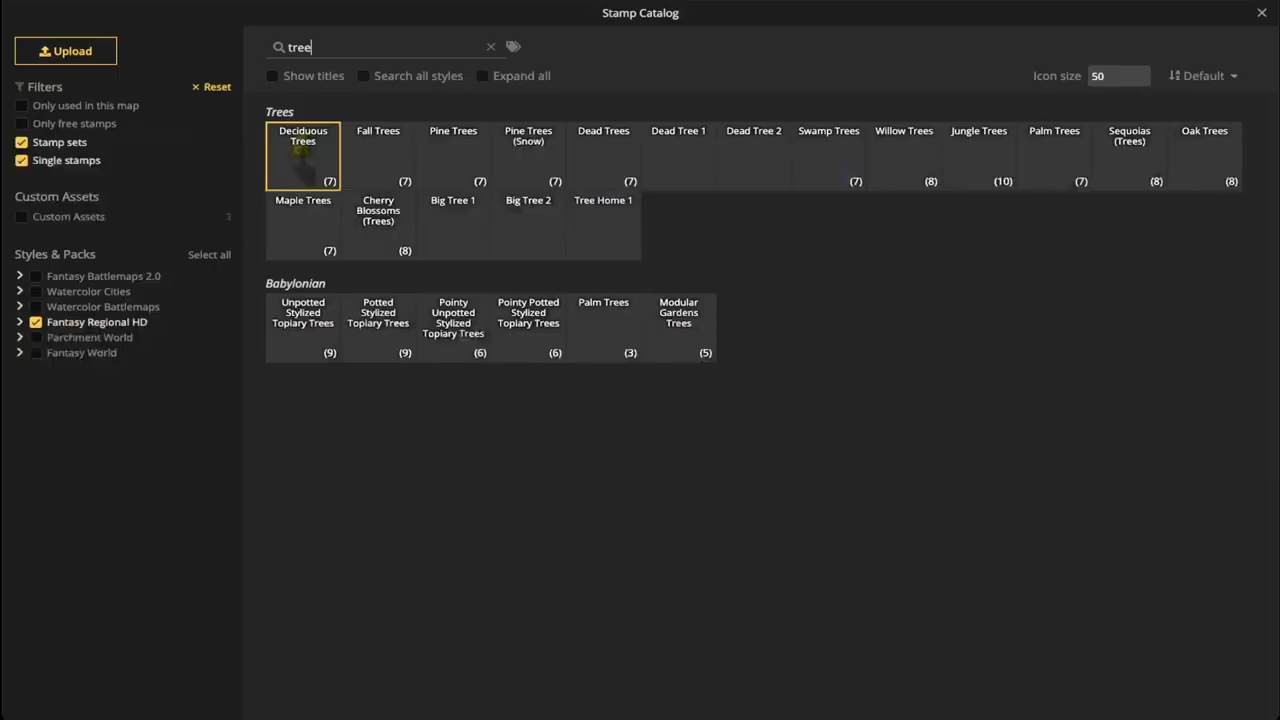 Stamp Catalog
Upload
tree
Filters
Reset
Only used in this map
Only free stamps
Stamp sets
Single stamps
Custom Assets
Custom Assets 3
Styles & Packs Select all
Fantasy Battlemaps 2.0
Watercolor Cities
Watercolor Battlemaps
Fantasy Regional HD
Parchment World
Fantasy World
Show titles Search all styles Expand all
Icon size 50 Default
Trees
Deciduous
Trees
(7)
Fall Trees
(7)
Pine Trees
(7)
Pine Trees
(Snow)
(7)
Dead Trees
(7)
Dead Tree 1
Dead Tree 2
Swamp Trees
(7)
Willow Trees
(8)
Jungle Trees
(10)
Palm Trees
(7)
Sequoias
(Trees)
(8)
Oak Trees
(8)
Maple Trees
(7)
Cherry
Blossoms
(Trees)
(8)
Big Tree 1
Big Tree 2
Tree Home 1
Babylonian
Unpotted
Stylized
Topiary Trees
(9)
Potted
Stylized
Topiary Trees
(9)
Pointy
Unpotted
Stylized
Topiary Trees
(6)
Pointy Potted
Stylized
Topiary Trees
(6)
Palm Trees
(3)
Modular
Gardens
Trees
(5)